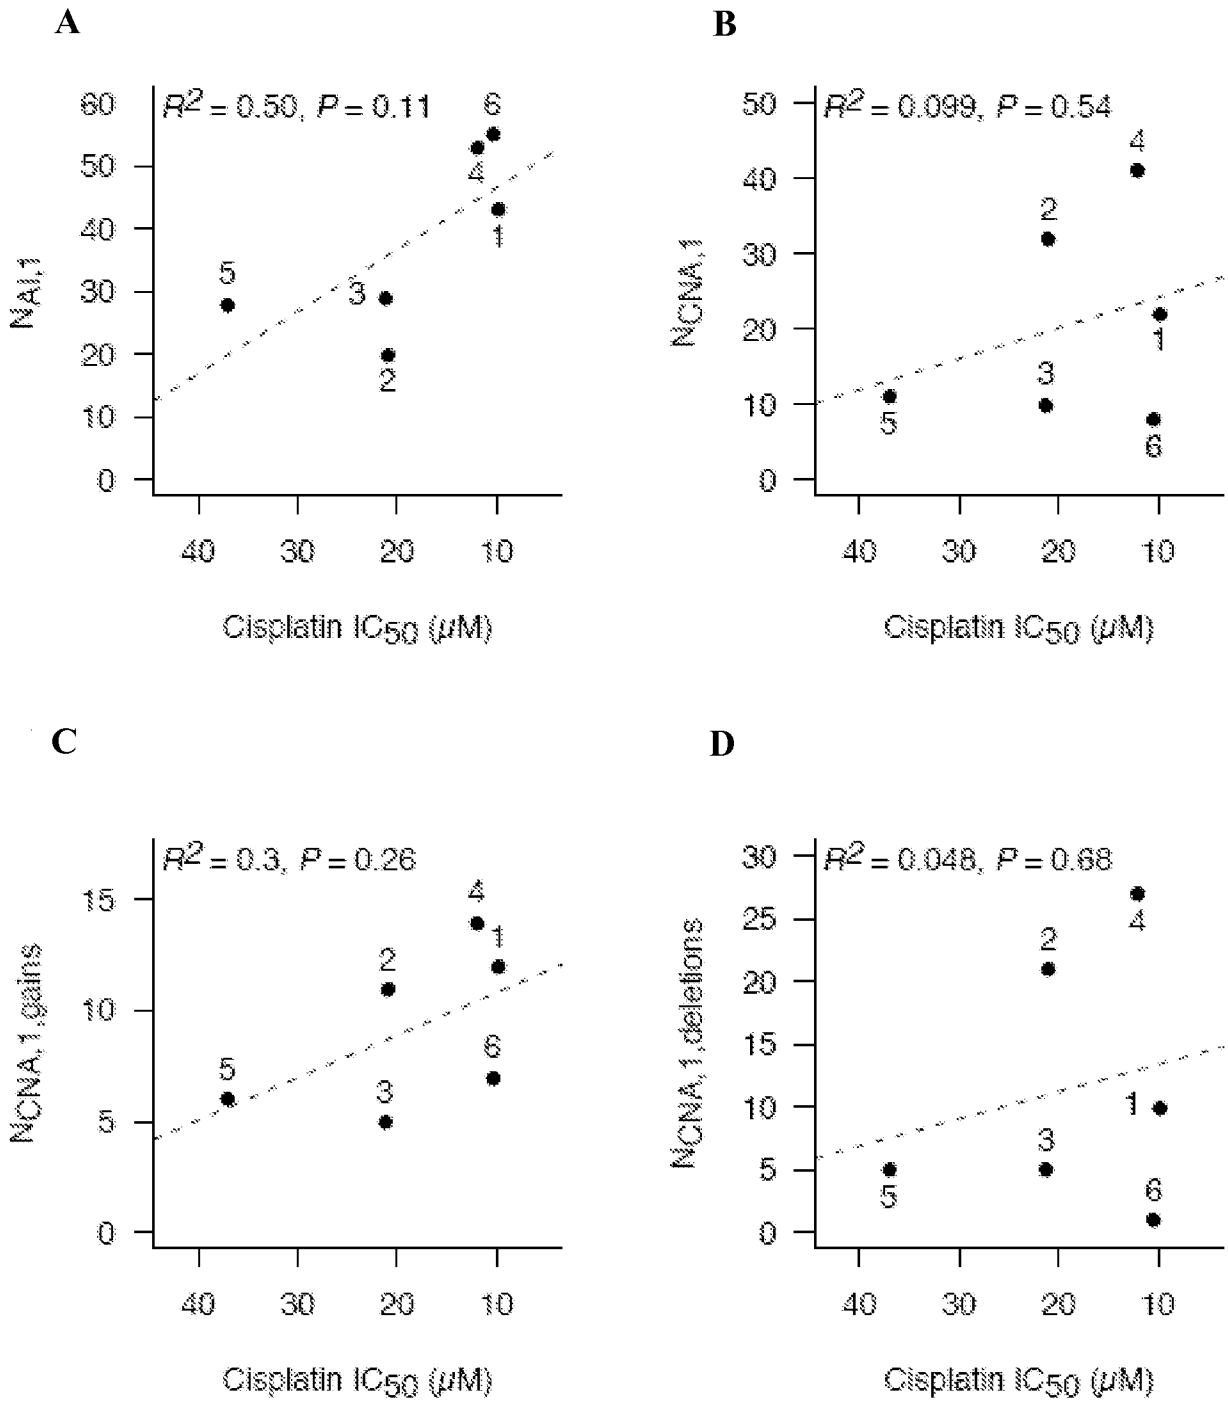 A
R2 = 0.50, P = 0.11
60
50
40
30
20
10
0
NAI,1
6
4
1
5
3
2
40 30 20 10
Cisplatin IC50 (µM)
B
R2 = 0.099, P = 0.54
50
40
30
20
10
0
NCNA,1
4
2
1
3
5
6
40 30 20 10
Cisplatin IC50 (µM)
C
R2 = 0.3, P = 0.26
15
10
5
0
NCNA,1,gains
4
1
2
6
5
3
40 30 20 10
Cisplatin IC50 (µM)
D
R2 = 0.048, P = 0.68
30
25
20
15
10
5
0
NCNA,1,deletions
4
2
1
3
5
6
40 30 20 10
Cisplatin IC50 (µM)